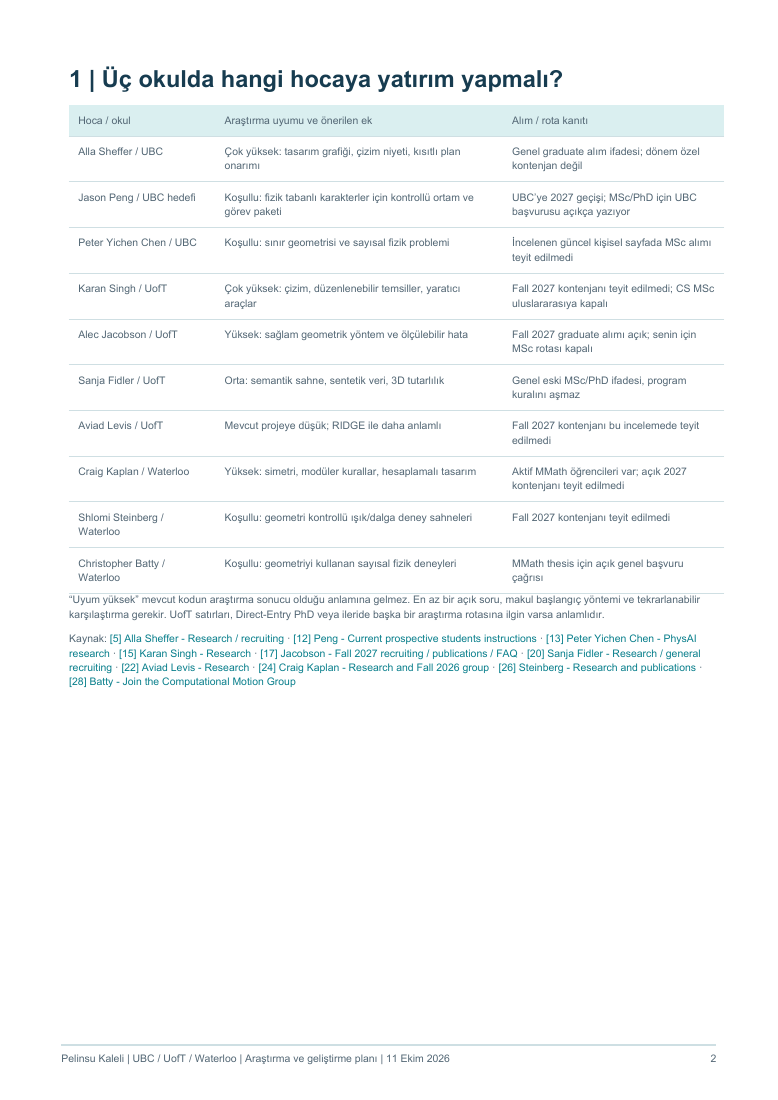 1 | Üç okulda hangi hocaya yatırım yapmalı?
Hoca / okul Araştırma uyumu ve önerilen ek Alım / rota kanıtı
Alla Sheffer / UBC Çok yüksek: tasarım grafiği, çizim niyeti, kısıtlı plan Genel graduate alım ifadesi; dönem özel
onarımı kontenjan değil
Jason Peng / UBC hedefi Koşullu: fizik tabanlı karakterler için kontrollü ortam ve UBC'ye 2027 geçişi; MSc/PhD için UBC
görev paketi başvurusu açıkça yazıyor
Peter Yichen Chen / UBC Koşullu: sınır geometrisi ve sayısal fizik problemi İncelenen güncel kişisel sayfada MSc alımı
teyit edilmedi
Karan Singh / UofT Çok yüksek: çizim, düzenlenebilir temsiller, yaratıcı Fall 2027 kontenjanı teyit edilmedi; CS MSc
araçlar uluslararasıya kapalı
Alec Jacobson / UofT Yüksek: sağlam geometrik yöntem ve ölçülebilir hata Fall 2027 graduate alımı açık; senin için
MSc rotası kapalı
Sanja Fidler / UofT Orta: semantik sahne, sentetik veri, 3D tutarlılık Genel eski MSc/PhD ifadesi, program
kuralını aşmaz
Aviad Levis / UofT Mevcut projeye düşük; RIDGE ile daha anlamlı Fall 2027 kontenjanı bu incelemede teyit
edilmedi
Craig Kaplan / Waterloo Yüksek: simetri, modüler kurallar, hesaplamalı tasarım Aktif MMath öğrencileri var; açık 2027
kontenjanı teyit edilmedi
Shlomi Steinberg / Koşullu: geometri kontrollü ışık/dalga deney sahneleri Fall 2027 kontenjanı teyit edilmedi
Waterloo
Christopher Batty / Koşullu: geometriyi kullanan sayısal fizik deneyleri MMath thesis için açık genel başvuru
Waterloo çağrısı
“Uyum yüksek” mevcut kodun araştırma sonucu olduğu anlamına gelmez. En az bir açık soru, makul başlangıç yöntemi ve tekrarlanabilir
karşılaştırma gerekir. UofT satırları, Direct-Entry PhD veya ileride başka bir araştırma rotasına ilgin varsa anlamlıdır.
Kaynak: [5] Alla Sheffer - Research / recruiting · [12] Peng - Current prospective students instructions · [13] Peter Yichen Chen - PhysAI
research · [15] Karan Singh - Research · [17] Jacobson - Fall 2027 recruiting / publications / FAQ · [20] Sanja Fidler - Research / general
recruiting · [22] Aviad Levis - Research · [24] Craig Kaplan - Research and Fall 2026 group · [26] Steinberg - Research and publications ·
[28] Batty - Join the Computational Motion Group
Pelinsu Kaleli | UBC / UofT / Waterloo | Araştırma ve geliştirme planı | 11 Ekim 2026 2